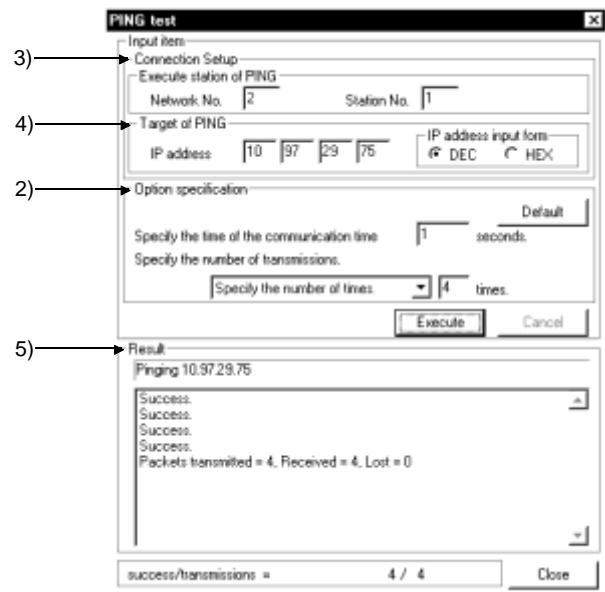 PING test
Input item
3) Connection Setup
Execute station of PING
Network No. 2 Station No. 1
4) Target of PING
IP address input form
IP address 10 97 29 75 DEC HEX
2) Option specification
Default
Specify the time of the communication time 1 seconds.
Specify the number of transmissions.
Specify the number of times. 4 times.
Execute Cancel
5) Result
Pinging 10.97.29.75
Success.
Success.
Success.
Success.
Packets transmitted = 4, Received = 4, Lost = 0
success/transmissions = 4 / 4 Close